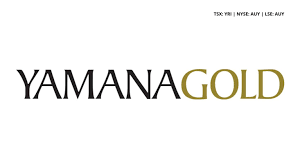 TSX: YRI | NYSE: AUY | LSE: AUY
YAMANAGOLD